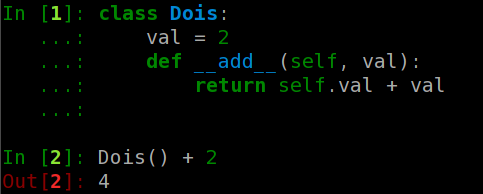 In [1]: class Dois:
   ...:     val = 2
   ...:     def __add__(self, val):
   ...:         return self.val + val
   ...:
In [2]: Dois() + 2
Out[2]: 4